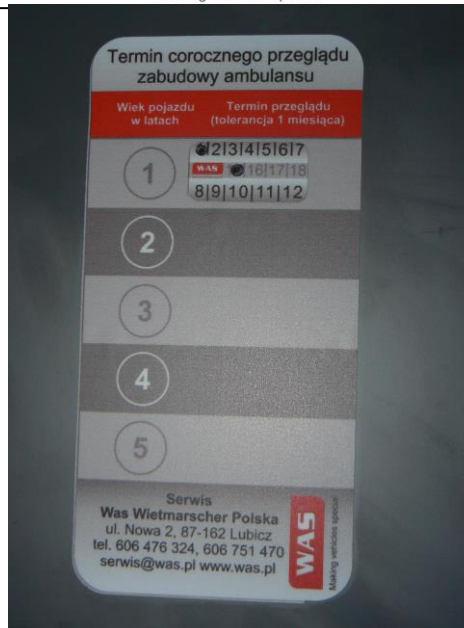 Termin corocznego przeglądu
zabudowy ambulansu
Wiek pojazdu w latach
Termin przeglądu (tolerancja 1 miesiąca)
1
2|3|4|5|6|7
WAS 16|17|18
8|9|10|11|12
2
3
4
5
Serwis
Was Wietmarscher Polska
ul. Nowa 2, 87-162 Lubicz
tel. 606 476 324, 606 751 470
serwis@was.pl www.was.pl
WAS
Making vehicles special